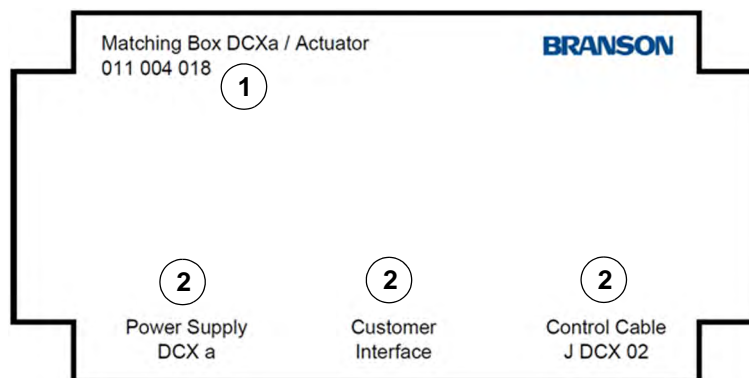 Matching Box DCXa / Actuator
BRANSON
011 004 018
1
2
2
2
Power Supply
DCX a
Customer
Interface
Control Cable
J DCX 02